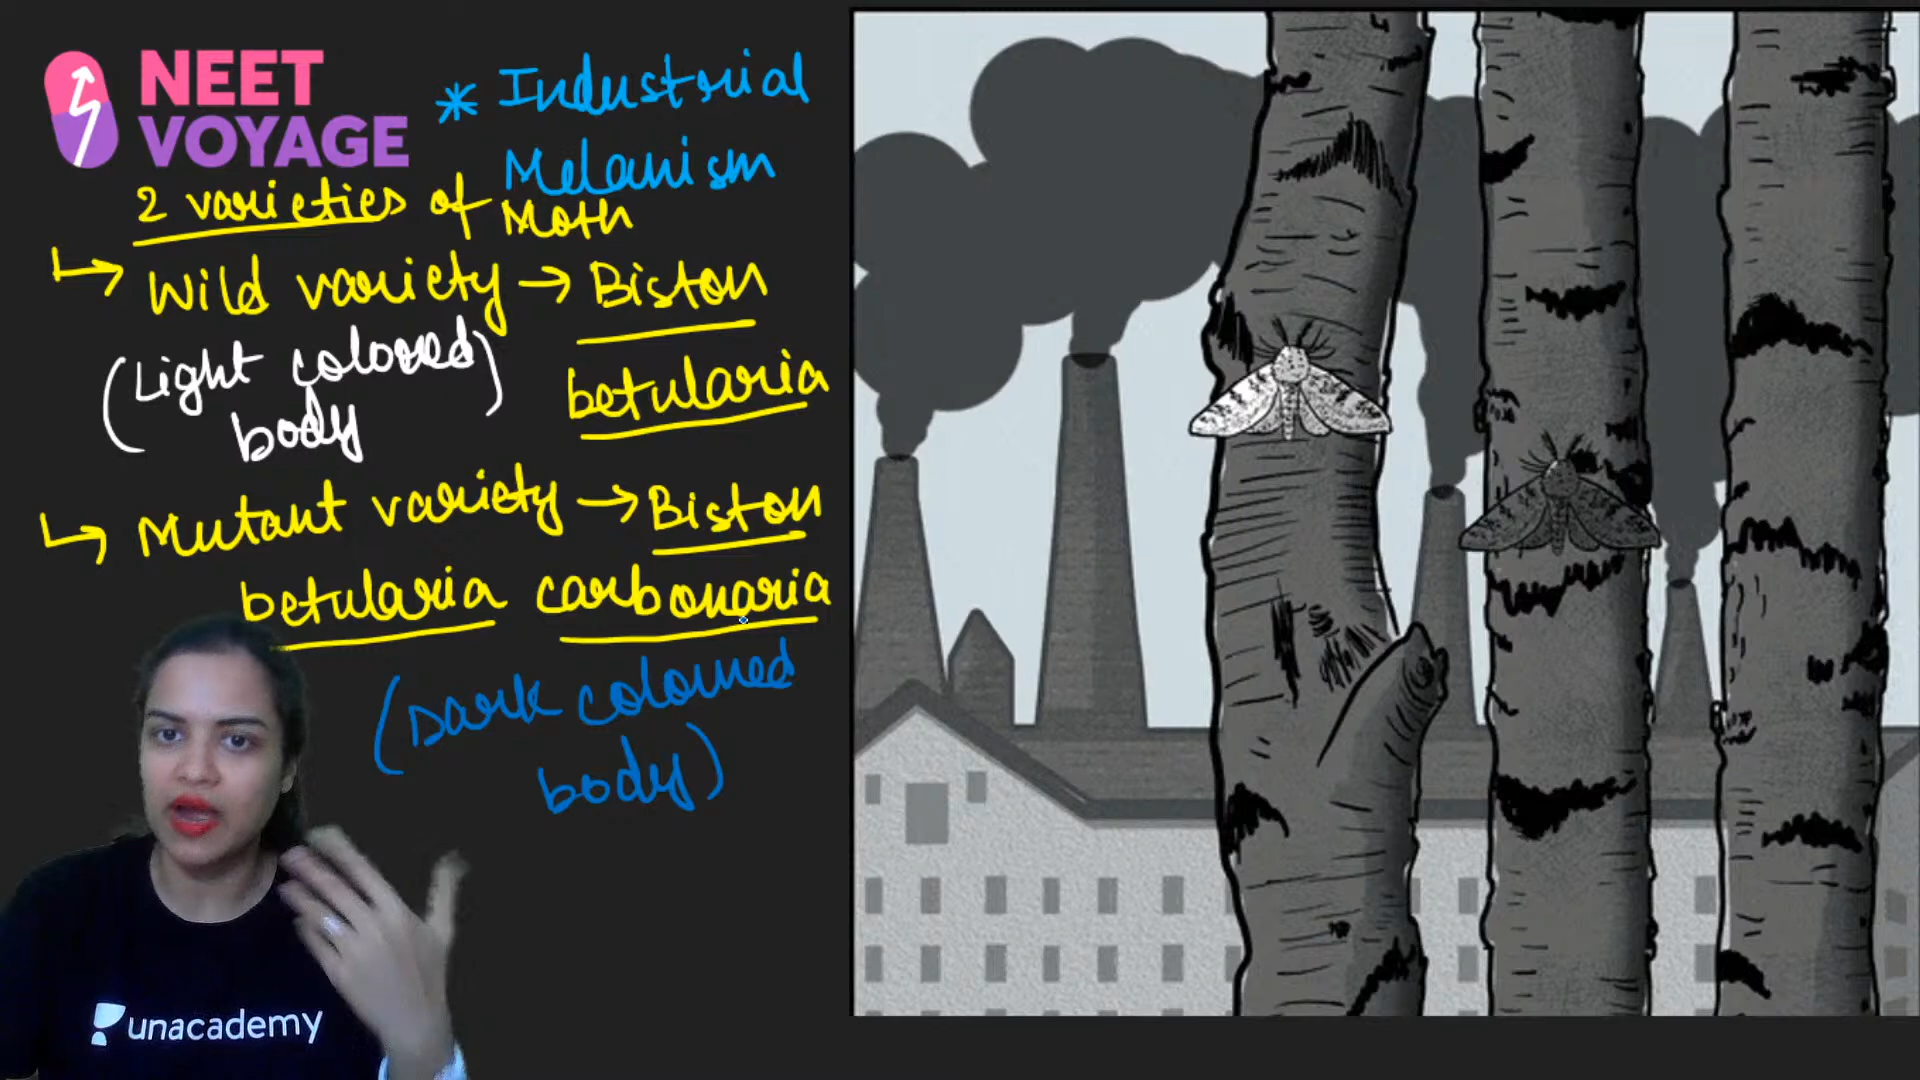 NEET
VOYAGE
* Industrial
Melanism
2 varieties of Moth
↳ Wild variety → Biston
betularia
(Light colored
body)
↳ Mutant variety → Biston
betularia carbonaria
(Dark coloured
body)
unacademy